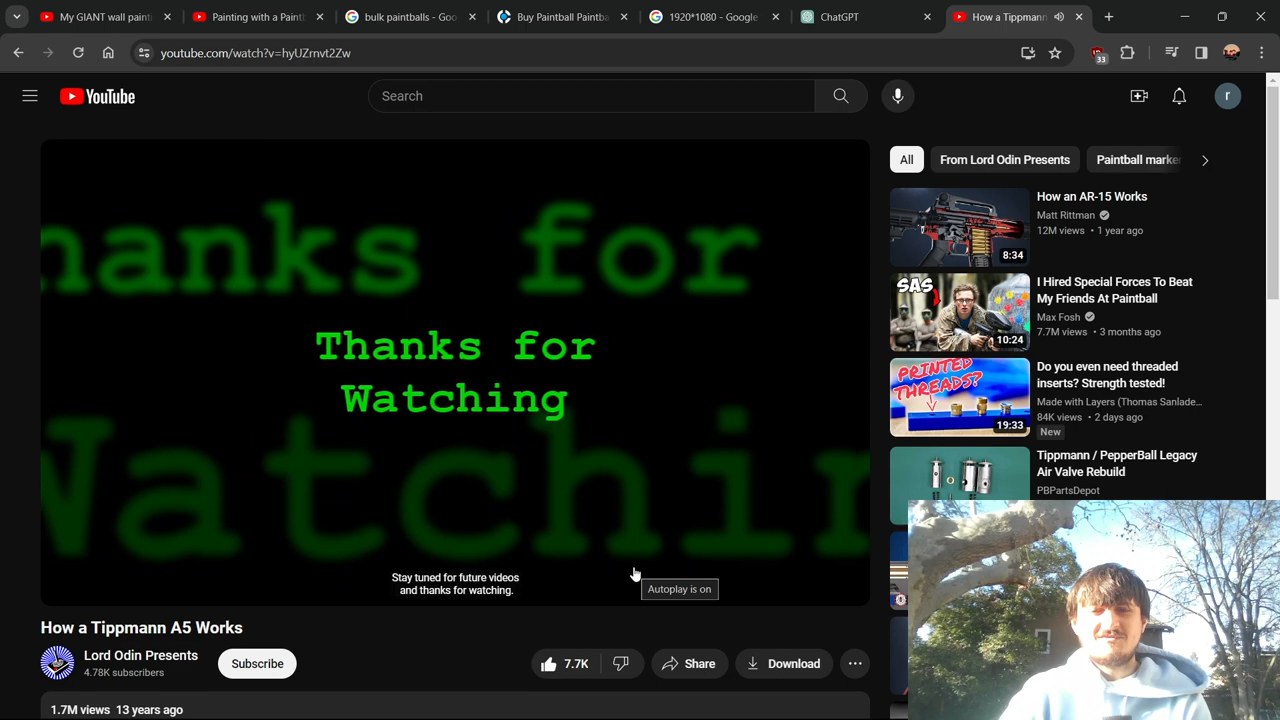 My GIANT wall paint
Painting with a Paint
bulk paintballs - Goo
Buy Paintball Paintba
1920*1080 - Google
ChatGPT
How a Tippmann
youtube.com/watch?v=hyUZrnvt2Zw
33
YouTube
Search
r
All
From Lord Odin Presents
Paintball marke
hanks for
Thanks for
Watching
Watchin
Stay tuned for future videos
and thanks for watching.
Autoplay is on
How a Tippmann A5 Works
Lord Odin Presents
4.78K subscribers
Subscribe
7.7K
Share
Download
1.7M views 13 years ago
How an AR-15 Works
Matt Rittman
12M views • 1 year ago
8:34
SAS
I Hired Special Forces To Beat
My Friends At Paintball
Max Fosh
7.7M views • 3 months ago
10:24
PRINTED
THREADS?
Do you even need threaded
inserts? Strength tested!
Made with Layers (Thomas Sanlade...
84K views • 2 days ago
19:33
New
Tippmann / PepperBall Legacy
Air Valve Rebuild
PBPartsDepot